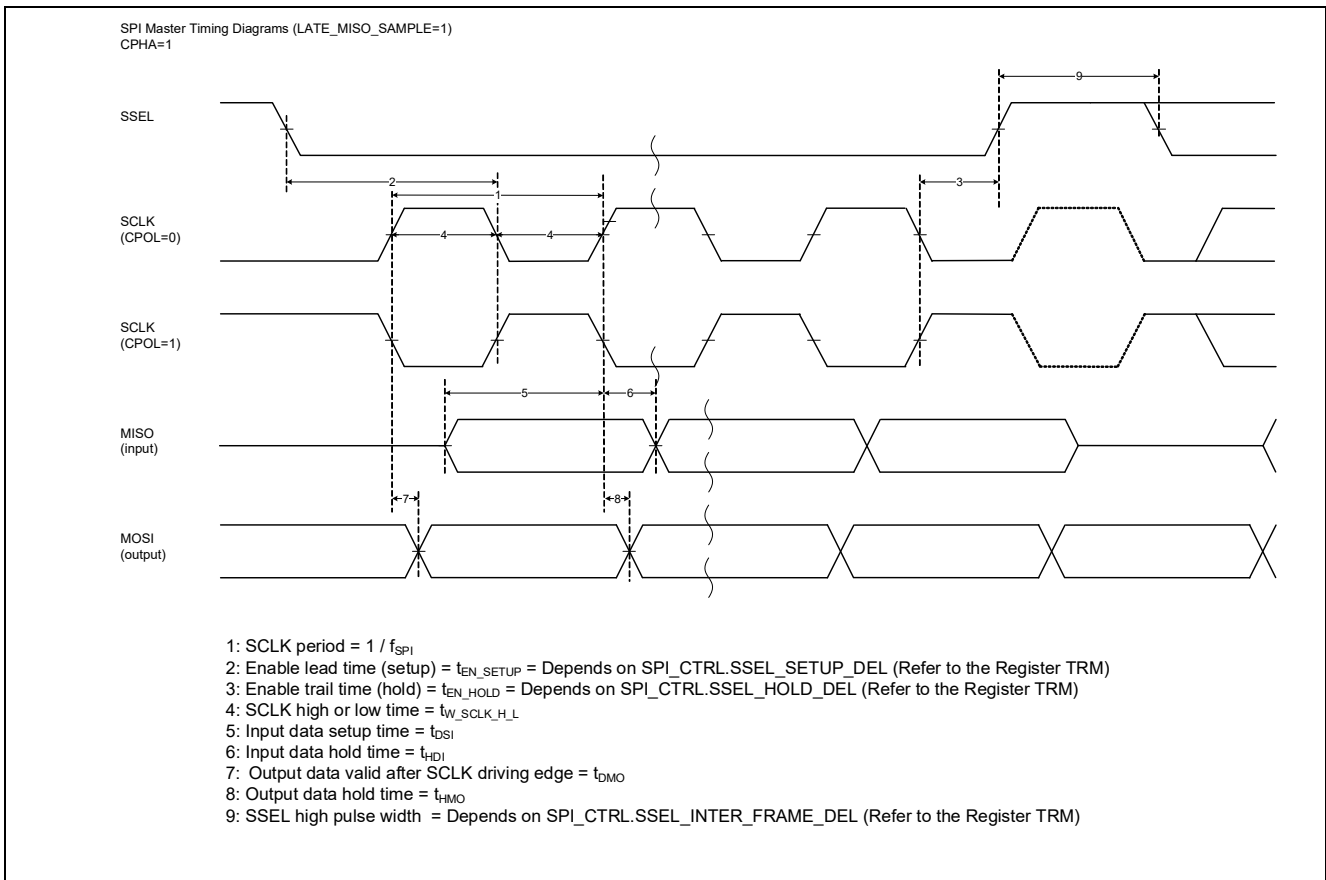 SPI Master Timing Diagrams (LATE_MISO_SAMPLE=1)
CPHA=1
9
SSEL
2
3
1
SCLK
(CPOL=0)
4
4
SCLK
(CPOL=1)
5
6
MISO
(input)
7
8
MOSI
(output)
1: SCLK period = 1 / fSPI
2: Enable lead time (setup) = tEN_SETUP = Depends on SPI_CTRL.SSEL_SETUP_DEL (Refer to the Register TRM)
3: Enable trail time (hold) = tEN_HOLD = Depends on SPI_CTRL.SSEL_HOLD_DEL (Refer to the Register TRM)
4: SCLK high or low time = tW_SCLK_H_L
5: Input data setup time = tDSI
6: Input data hold time = tHDI
7: Output data valid after SCLK driving edge = tDMO
8: Output data hold time = tHMO
9: SSEL high pulse width = Depends on SPI_CTRL.SSEL_INTER_FRAME_DEL (Refer to the Register TRM)